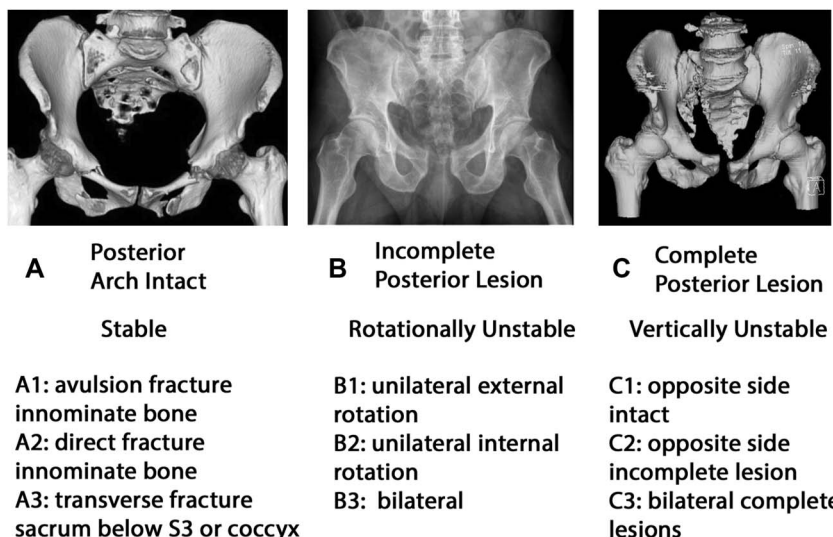 A
Posterior
Arch Intact
Stable
A1: avulsion fracture
innominate bone
A2: direct fracture
innominate bone
A3: transverse fracture
sacrum below S3 or coccyx
B
Incomplete
Posterior Lesion
Rotationally Unstable
B1: unilateral external
rotation
B2: unilateral internal
rotation
B3: bilateral
C
Complete
Posterior Lesion
Vertically Unstable
C1: opposite side
intact
C2: opposite side
incomplete lesion
C3: bilateral complete
lesions